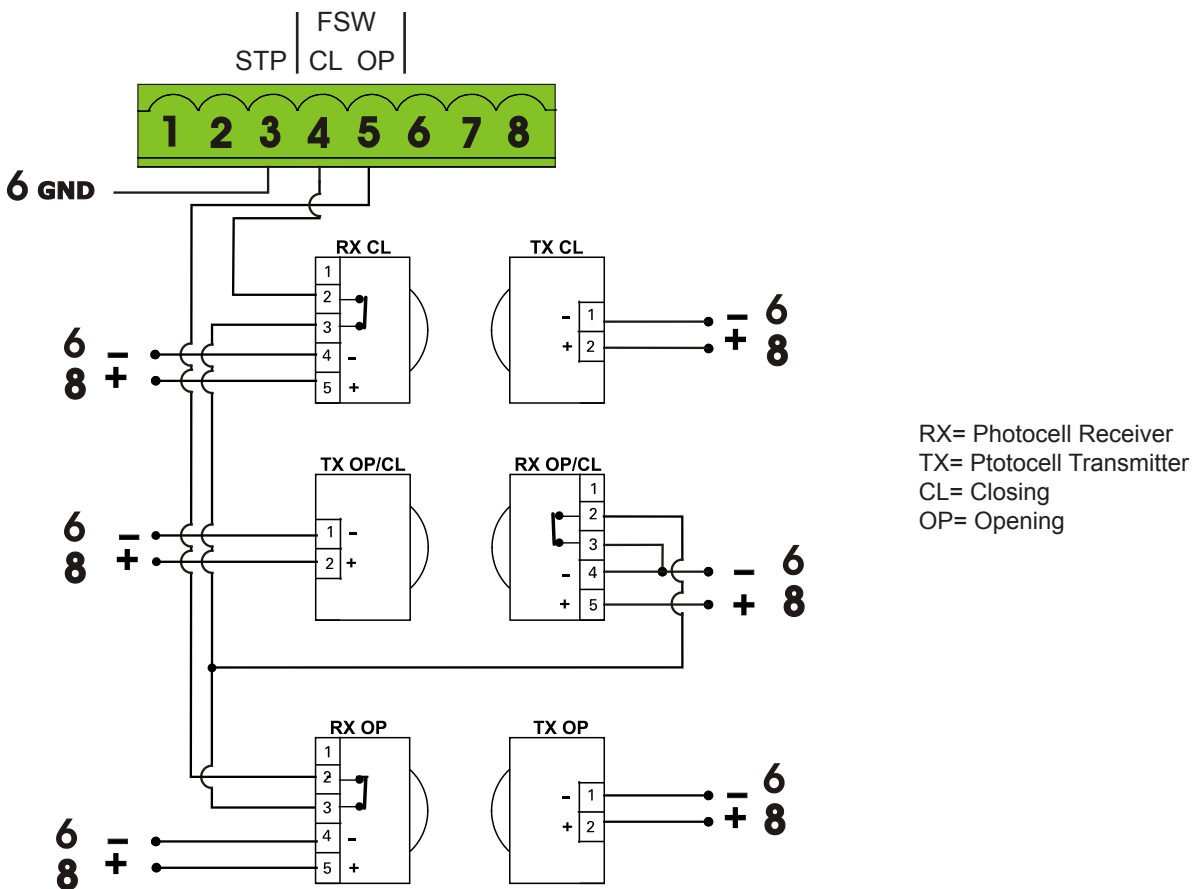 FSW
STP CL OP
1 2 3 4 5 6 7 8
6 GND
RX CL
1
2
3
4 -
5 +
6 -
8 +
TX CL
- 1
+ 2
- 6
+ 8
TX OP/CL
1 -
2 +
6 -
8 +
RX OP/CL
1
2
3
- 4
+ 5
- 6
+ 8
RX= Photocell Receiver
TX= Ptotocell Transmitter
CL= Closing
OP= Opening
RX OP
1
2
3
4 -
5 +
6 -
8 +
TX OP
- 1
+ 2
- 6
+ 8